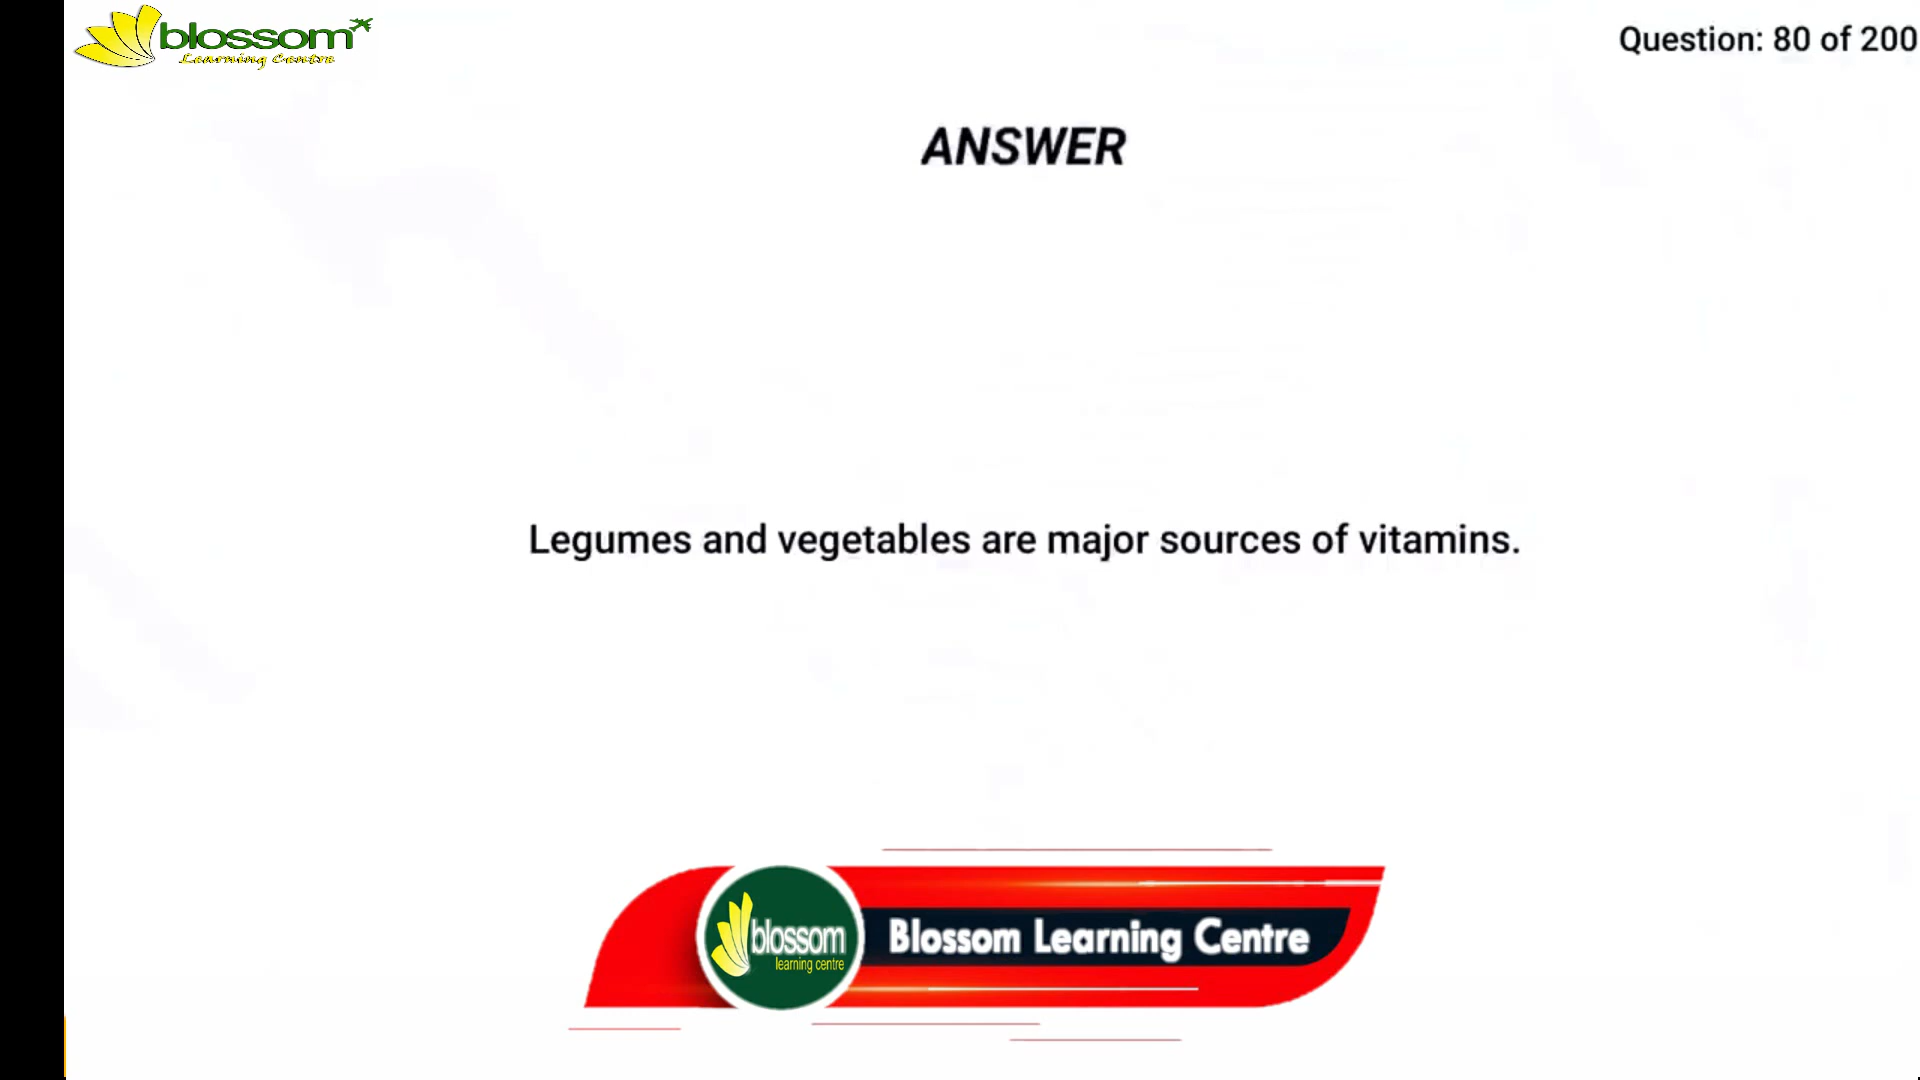 blossom
Learning Centre
Question: 80 of 200
ANSWER
Legumes and vegetables are major sources of vitamins.
blossom
learning centre
Blossom Learning Centre